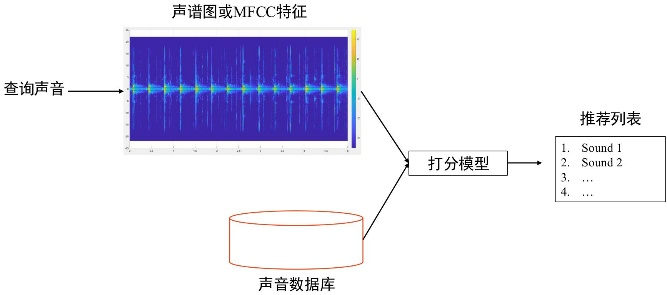 声谱图或MFCC特征
查询声音
打分模型
推荐列表
1. Sound 1
2. Sound 2
3. …
4. …
声音数据库